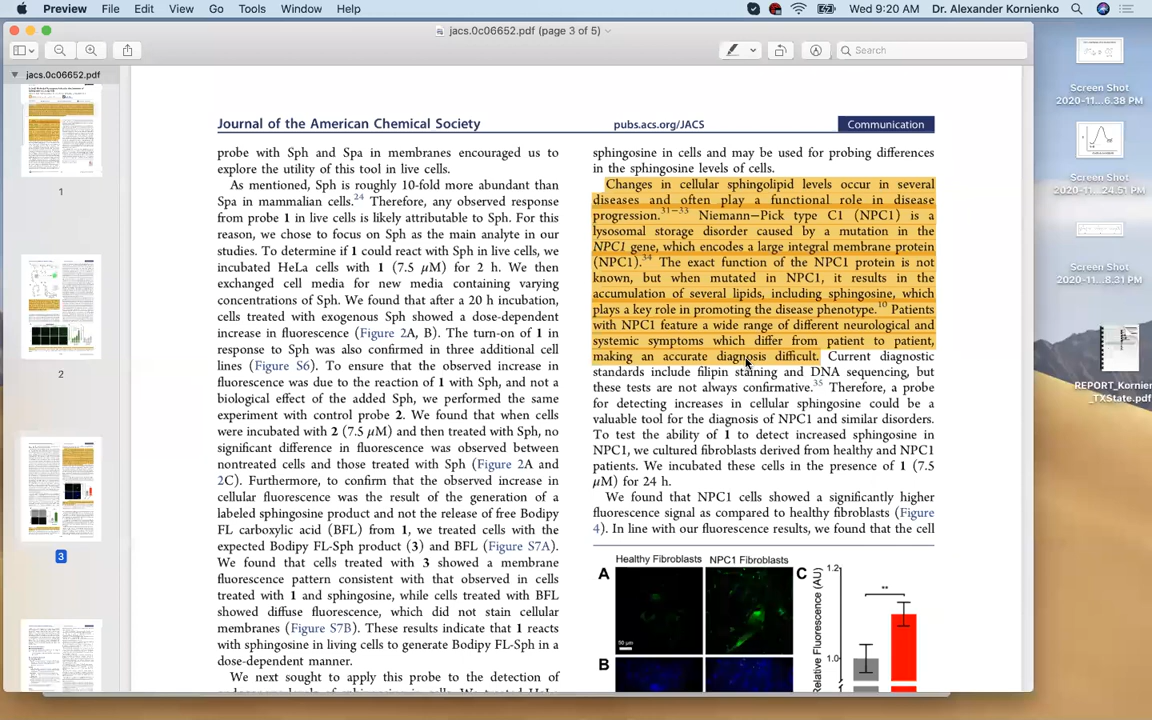 Preview File Edit View Go Tools Window Help
Wed 9:20 AM Dr. Alexander Kornienko
jacs.0c06652.pdf (page 3 of 5)
Search
jacs.0c06652.pdf
1
2
3
Journal of the American Chemical Society
pubs.acs.org/JACS
Communication
probe with Sph and Spa in membranes encouraged us to
explore the utility of this tool in live cells.
As mentioned, Sph is roughly 10-fold more abundant than
Spa in mammalian cells.24 Therefore, any observed response
from probe 1 in live cells is likely attributable to Sph. For this
reason, we chose to focus on Sph as the main analyte in our
studies. To determine if 1 could react with Sph in live cells, we
incubated HeLa cells with 1 (7.5 μM) for 2 h. We then
exchanged cell media for new media containing varying
concentrations of Sph. We found that after a 20 h incubation,
cells treated with exogenous Sph showed a dose-dependent
increase in fluorescence (Figure 2A, B). The turn-on of 1 in
response to Sph was also confirmed in three additional cell
lines (Figure S6). To ensure that the observed increase in
fluorescence was due to the reaction of 1 with Sph, and not a
biological effect of the added Sph, we performed the same
experiment with control probe 2. We found that when cells
were incubated with 2 (7.5 μM) and then treated with Sph, no
significant difference in fluorescence was observed between
nontreated cells and those treated with Sph (Figure 2A and
2C). Furthermore, to confirm that the observed increase in
cellular fluorescence was the result of the generation of a
labeled sphingosine product and not the release of free Bodipy
FL carboxylic acid (BFL) from 1, we treated cells with the
expected Bodipy FL-Sph product (3) and BFL (Figure S7A).
We found that cells treated with 3 showed a membrane
fluorescence pattern consistent with that observed in cells
treated with 1 and sphingosine, while cells treated with BFL
showed diffuse fluorescence, which did not stain cellular
membranes (Figure S7B). These results indicate that 1 reacts
with sphingosine in living cells to generate Bodipy FL-Sph in a
dose-dependent manner.
We next sought to apply this probe to the detection of
sphingosine in cells and may be used for probing differences
in the sphingosine levels of cells.
Changes in cellular sphingolipid levels occur in several
diseases and often play a functional role in disease
progression.31−33 Niemann−Pick type C1 (NPC1) is a
lysosomal storage disorder caused by a mutation in the
NPC1 gene, which encodes a large integral membrane protein
(NPC1).34 The exact function of the NPC1 protein is not
known, but when mutated in NPC1, it results in the
accumulation of several lipids, including sphingosine, which
plays a key role in promoting the disease phenotype.10 Patients
with NPC1 feature a wide range of different neurological and
systemic symptoms which differ from patient to patient,
making an accurate diagnosis difficult. Current diagnostic
standards include filipin staining and DNA sequencing, but
these tests are not always confirmative.35 Therefore, a probe
for detecting increases in cellular sphingosine could be a
valuable tool for the diagnosis of NPC1 and similar disorders.
To test the ability of 1 to detect increased sphingosine in
NPC1, we cultured fibroblasts derived from healthy and NPC1
patients. We incubated these cells in the presence of 1 (7.5
μM) for 24 h.
We found that NPC1 cells showed a significantly higher
fluorescence signal as compared to healthy fibroblasts (Figure
4). In line with our fluorescence results, we found that the cell
Healthy Fibroblasts NPC1 Fibroblasts
A
50 μm
B
C
Relative Fluorescence (AU)
1.2
1.0
**
Screen Shot
2020-11...6.38 PM
Screen Shot
2020-11...24.51 PM
Screen Shot
2020-11...8.31 PM
REPORT_Kornie
_TXState.pdf